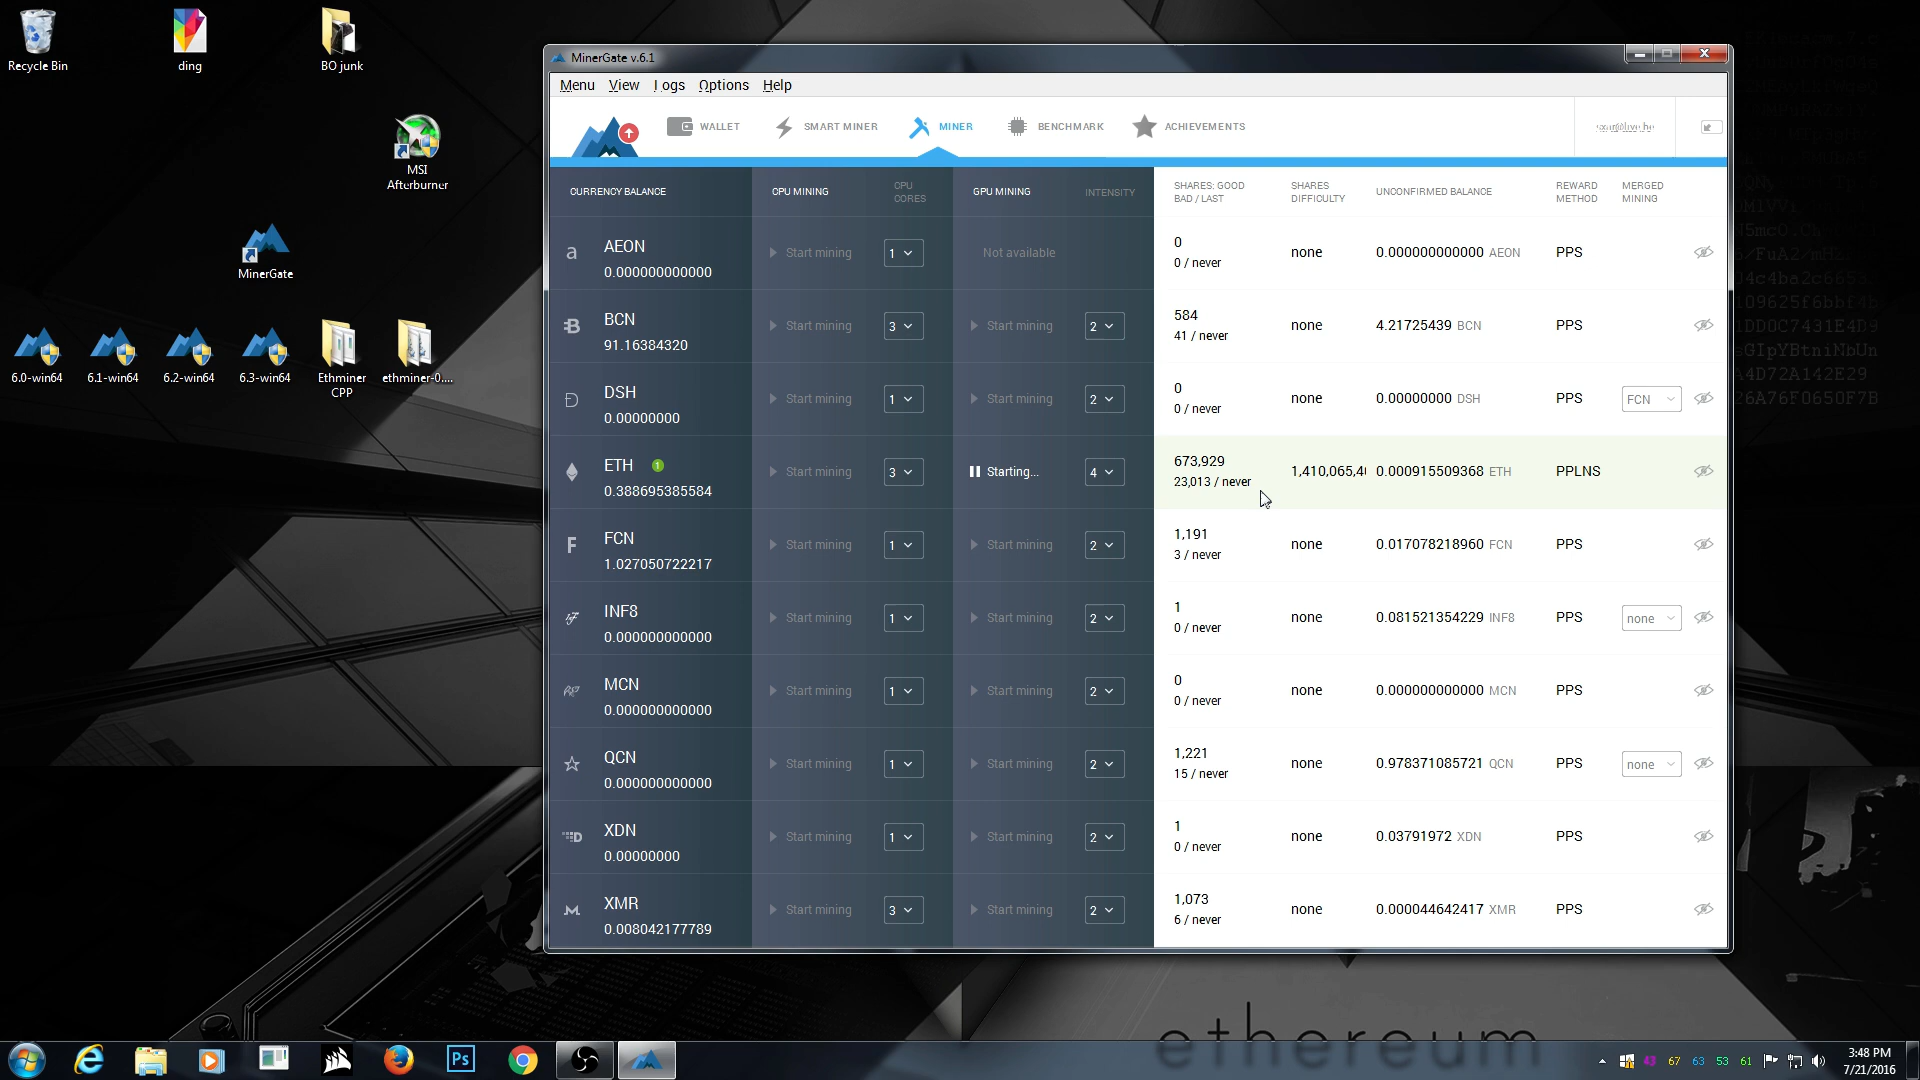 Recycle Bin
ding
BO junk
MSI
Afterburner
MinerGate
6.0-win64
6.1-win64
6.2-win64
6.3-win64
Ethminer
CPP
ethminer-0....
MinerGate v.6.1
Menu View Logs Options Help
WALLET SMART MINER MINER BENCHMARK ACHIEVEMENTS
CURRENCY BALANCE CPU MINING CPU CORES GPU MINING INTENSITY SHARES: GOOD BAD / LAST SHARES DIFFICULTY UNCONFIRMED BALANCE REWARD METHOD MERGED MINING
AEON Start mining 1 Not available 0 none 0.000000000000 AEON PPS
0.000000000000 0 / never
BCN Start mining 3 Start mining 2 584 none 4.21725439 BCN PPS
91.16384320 41 / never
DSH Start mining 1 Start mining 2 0 none 0.00000000 DSH PPS FCN
0.00000000 0 / never
ETH 1 Start mining 3 Starting... 4 673,929 1,410,065,4 0.000915509368 ETH PPLNS
0.388695385584 23,013 / never
FCN Start mining 1 Start mining 2 1,191 none 0.017078218960 FCN PPS
1.027050722217 3 / never
INF8 Start mining 1 Start mining 2 1 none 0.081521354229 INF8 PPS none
0.000000000000 0 / never
MCN Start mining 1 Start mining 2 0 none 0.000000000000 MCN PPS
0.000000000000 0 / never
QCN Start mining 1 Start mining 2 1,221 none 0.978371085721 QCN PPS none
0.000000000000 15 / never
XDN Start mining 1 Start mining 2 1 none 0.03791972 XDN PPS
0.00000000 0 / never
XMR Start mining 3 Start mining 2 1,073 none 0.000044642417 XMR PPS
0.008042177789 6 / never
ethereum
Ps
43 67 63 53 61
3:48 PM
7/21/2016